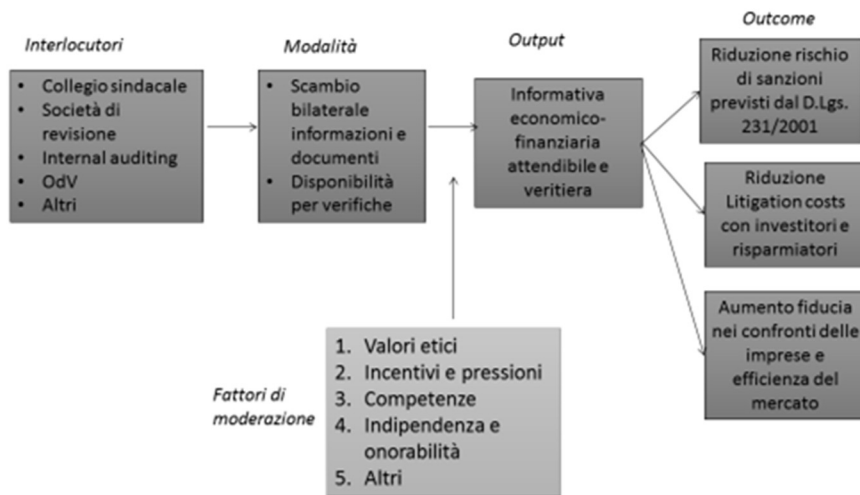 Interlocutori
• Collegio sindacale
• Società di
revisione
• Internal auditing
• OdV
• Altri
Modalità
• Scambio
bilaterale
informazioni e
documenti
• Disponibilità
per verifiche
Output
Informativa
economico-
finanziaria
attendibile e
veritiera
Outcome
Riduzione rischio
di sanzioni
previsti dal D.Lgs.
231/2001
Riduzione
Litigation costs
con investitori e
risparmiatori
Aumento fiducia
nei confronti delle
imprese e
efficienza del
mercato
Fattori di
moderazione
1. Valori etici
2. Incentivi e pressioni
3. Competenze
4. Indipendenza e
onorabilità
5. Altri